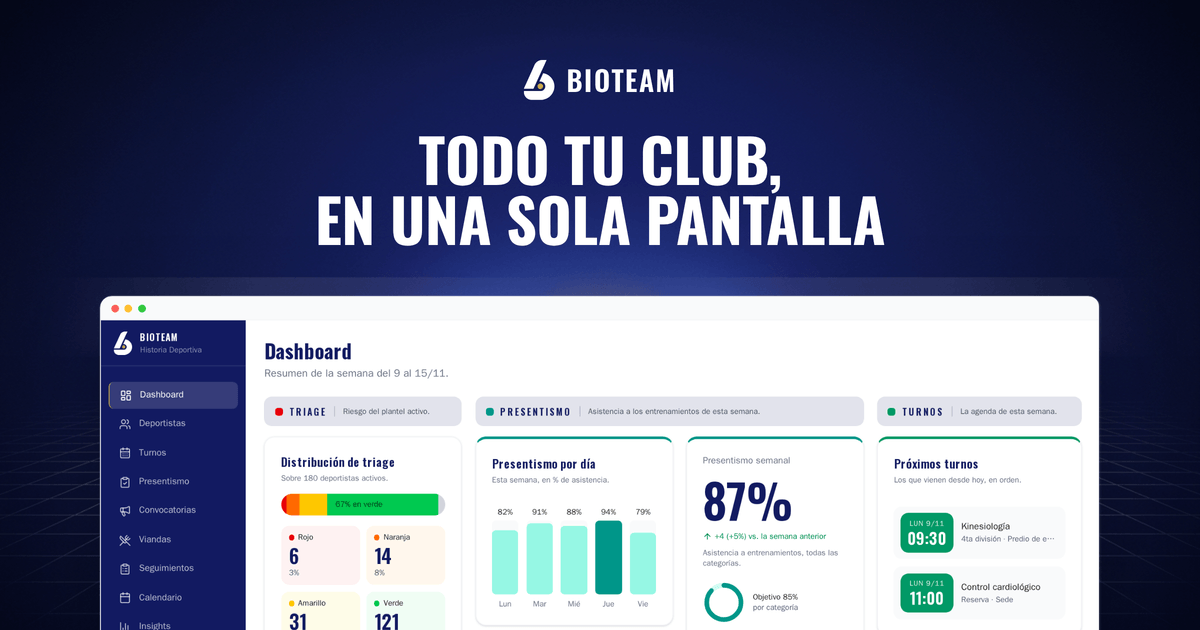 BIOTEAM
TODO TU CLUB,
EN UNA SOLA PANTALLA
BIOTEAM
Historia Deportiva
Dashboard
Deportistas
Turnos
Presentismo
Convocatorias
Viandas
Seguimientos
Calendario
Insights
Dashboard
Resumen de la semana del 9 al 15/11.
TRIAGE
Riesgo del plantel activo.
Distribución de triage
Sobre 180 deportistas activos.
67% en verde
Rojo
6
3%
Naranja
14
8%
Amarillo
31
Verde
121
PRESENTISMO
Asistencia a los entrenamientos de esta semana.
Presentismo por día
Esta semana, en % de asistencia.
82% 91% 88% 94% 79%
Lun Mar Mié Jue Vie
Presentismo semanal
87%
↑ +4 (+5%) vs. la semana anterior
Asistencia a entrenamientos, todas las
categorías.
Objetivo 85%
por categoría
TURNOS
La agenda de esta semana.
Próximos turnos
Los que vienen desde hoy, en orden.
LUN 9/11
09:30
Kinesiología
4ta división · Predio de e···
LUN 9/11
11:00
Control cardiológico
Reserva · Sede